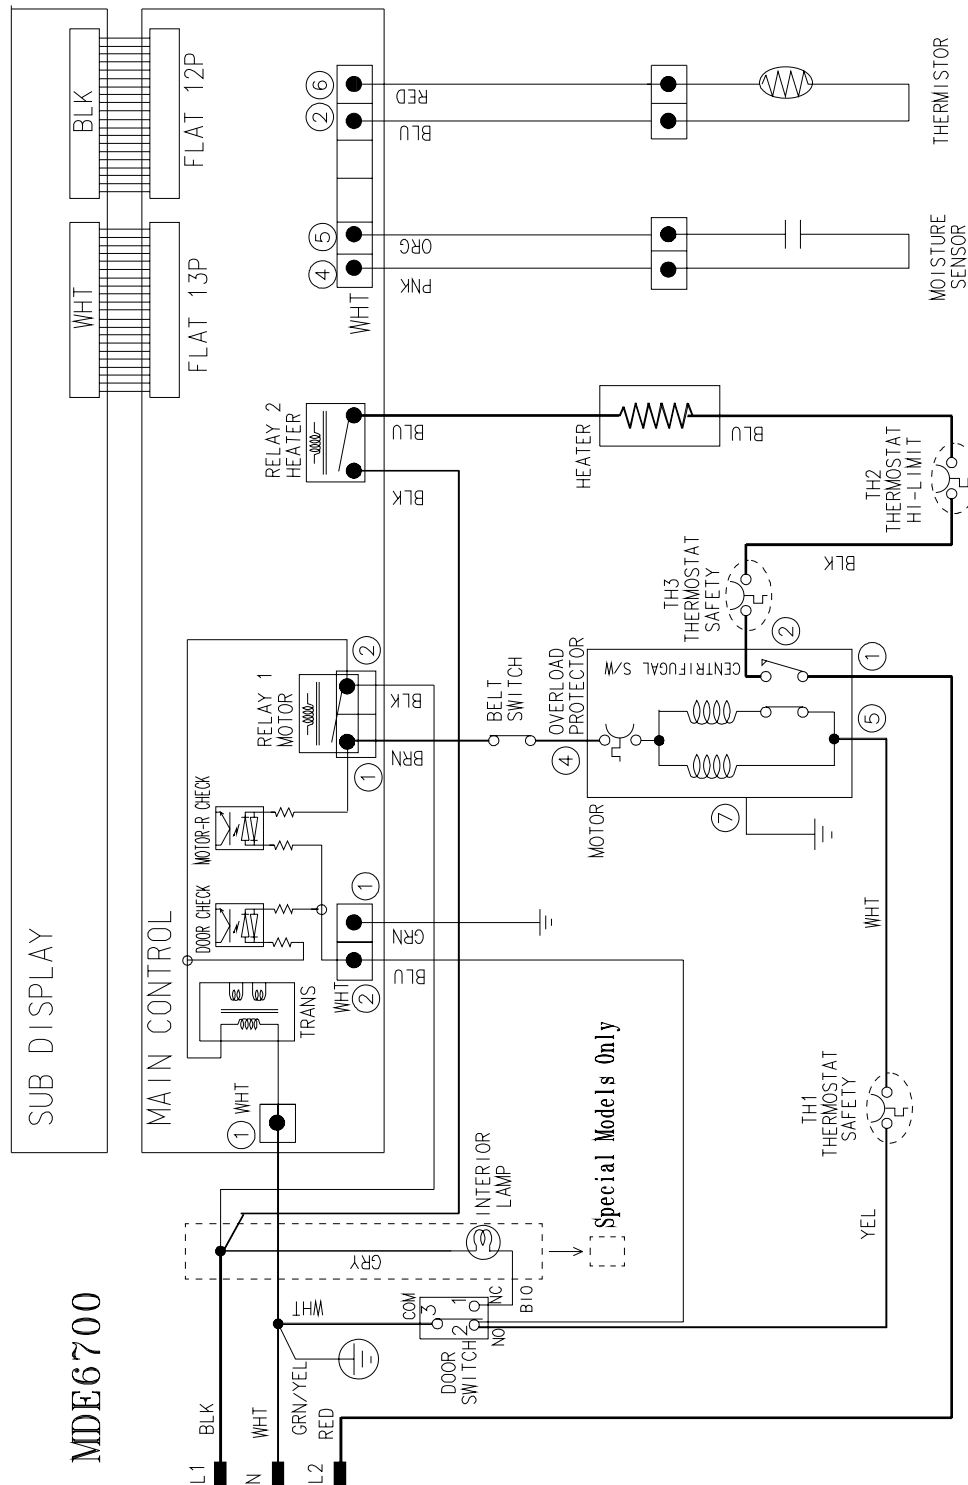 MDE6700
SUB DISPLAY
MAIN CONTROL
BLK
FLAT 12P
WHT
FLAT 13P
6
2
5
4
WHT
RED
BLU
ORG
PNK
THERMISTOR
MOISTURE
SENSOR
RELAY 2
HEATER
BLU
BLK
HEATER
BLU
TH2
THERMOSTAT
HI-LIMIT
BLK
TH3
THERMOSTAT
SAFETY
RELAY 1
MOTOR
2
1
BLK
BRN
BELT
SWITCH
OVERLOAD
PROTECTOR
4
CENTRIFUGAL S/W
2
1
5
7
MOTOR
MOTOR-R CHECK
DOOR CHECK
TRANS
1
2
WHT
GRN
BLU
1
WHT
WHT
TH1
THERMOSTAT
SAFETY
YEL
Special Models Only
INTERIOR
LAMP
GRY
WHT
COM
3
1
NC
2
NO
BIO
DOOR
SWITCH
GRN/YEL
L1
BLK
N
WHT
L2
RED